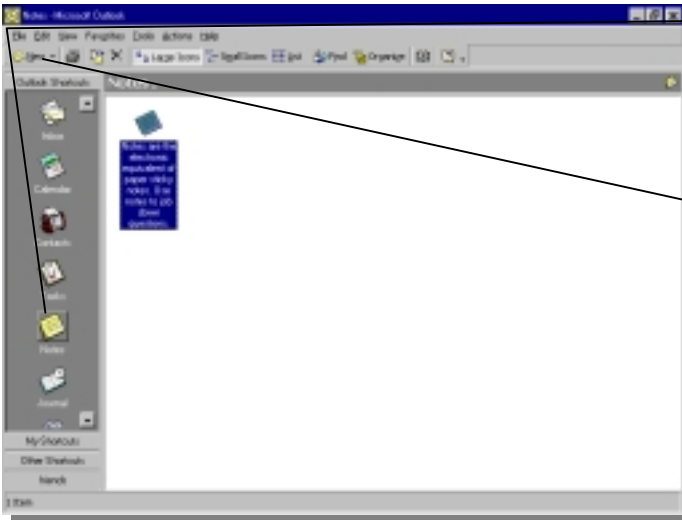 Notes - Microsoft Outlook
File Edit View Favorites Tools Actions Help
New Large Icons Small Icons List Find Organize
Outlook Shortcuts Notes
Inbox
Calendar
Contacts
Tasks
Notes
Journal
My Shortcuts
Other Shortcuts
Notes are the
electronic
equivalent of
paper sticky
notes. Use
notes to job
down
questions,
1 Item